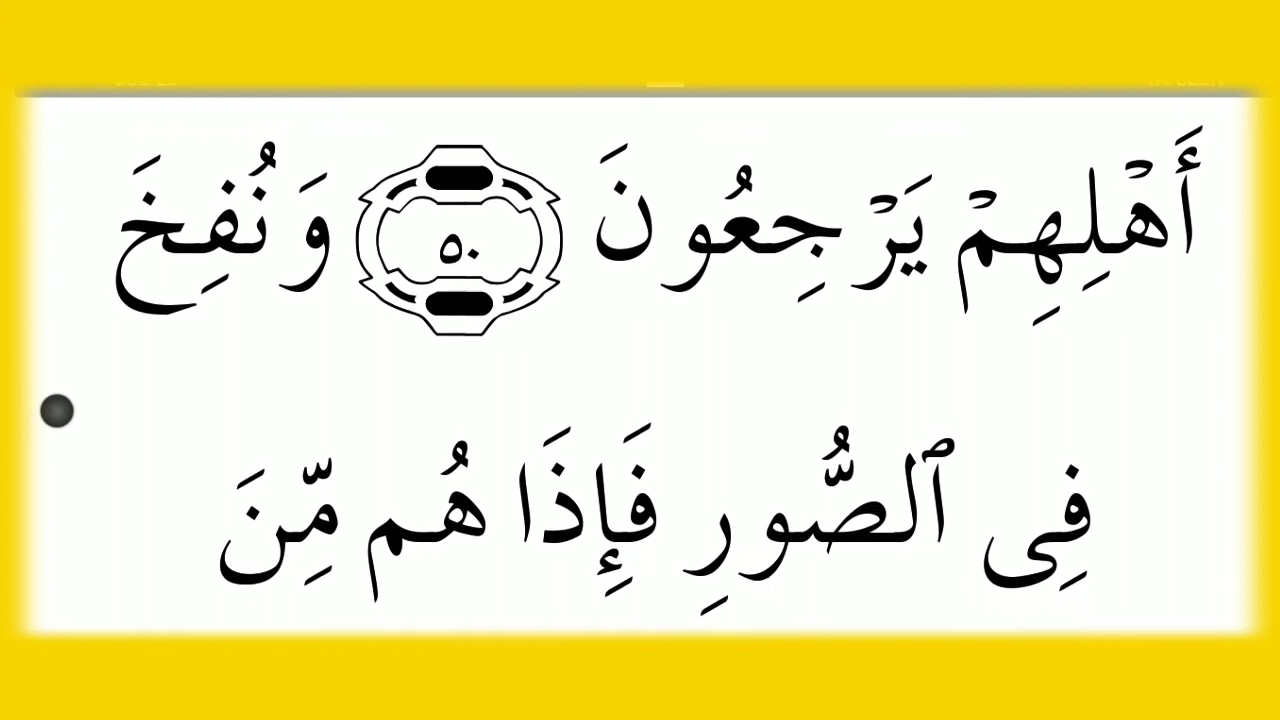 أَهْلِهِمْ يَرْجِعُونَ ٥٠ وَنُفِخَ
فِى ٱلصُّورِ فَإِذَا هُم مِّنَ